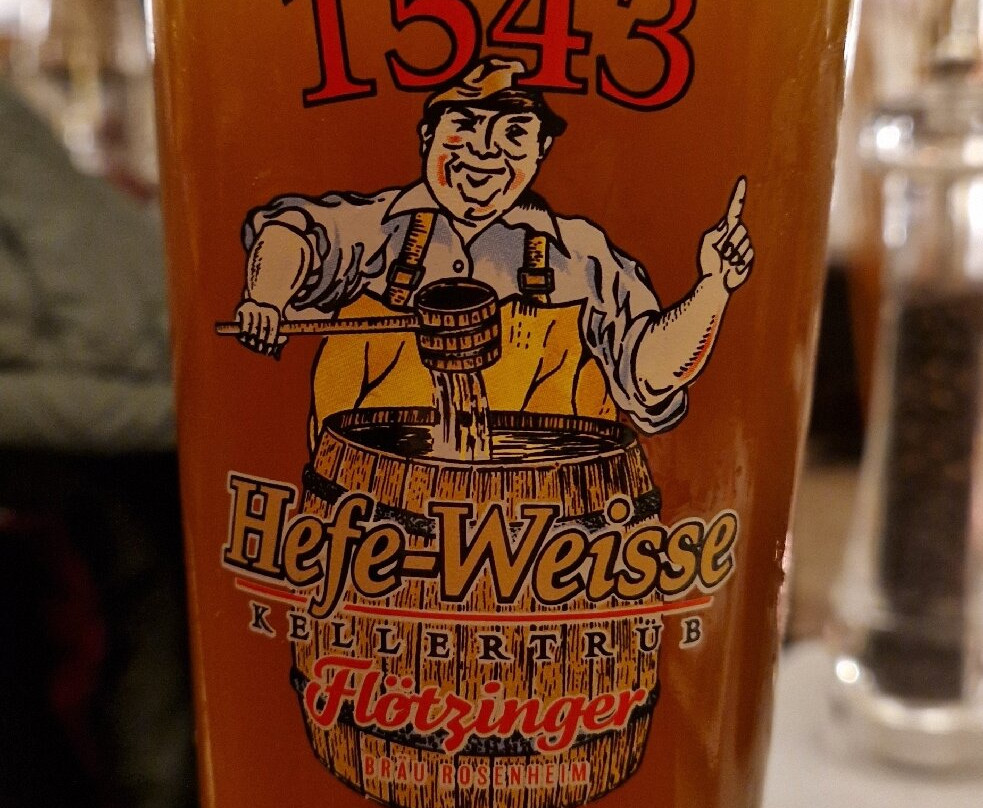 1543
Hefe-Weisse
KELLERTRÜB
Flötzinger
BRÄU ROSENHEIM